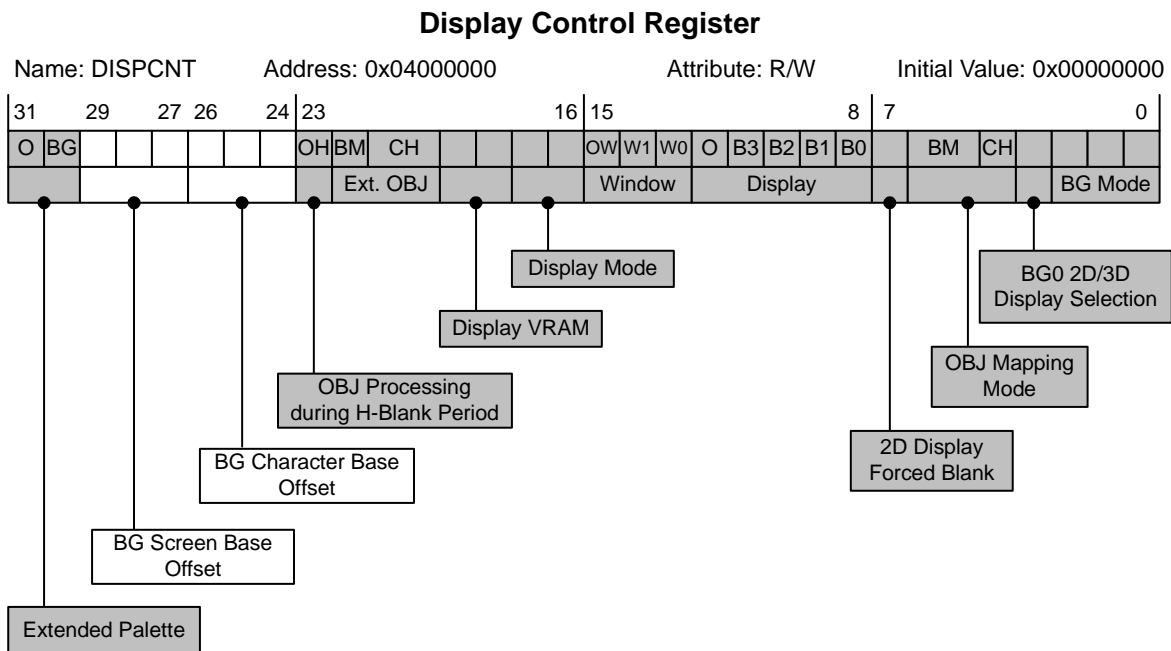 Display Control Register
Name: DISPCNT Address: 0x04000000 Attribute: R/W Initial Value: 0x00000000
31 29 27 26 24 23 16 15 8 7 0
O BG OH BM CH OW W1 W0 O B3 B2 B1 B0 BM CH
Ext. OBJ Window Display BG Mode
Display Mode
BG0 2D/3D
Display Selection
Display VRAM
OBJ Mapping
Mode
OBJ Processing
during H-Blank Period
2D Display
Forced Blank
BG Character Base
Offset
BG Screen Base
Offset
Extended Palette